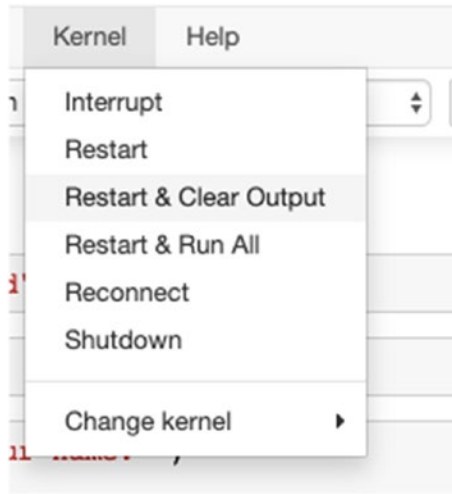 Kernel Help
Interrupt
Restart
Restart & Clear Output
Restart & Run All
Reconnect
Shutdown
Change kernel